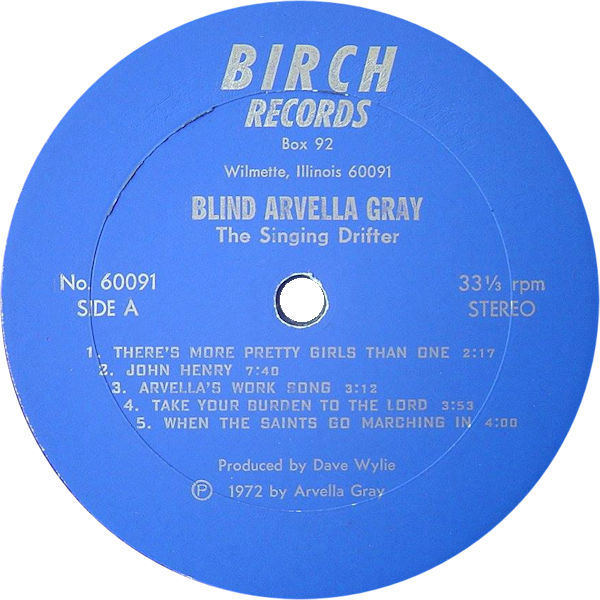 BIRCH
RECORDS
Box 92
Wilmette, Illinois 60091
BLIND ARVELLA GRAY
The Singing Drifter
No. 60091
SIDE A
33⅓ rpm
STEREO
1. THERE'S MORE PRETTY GIRLS THAN ONE 2:17
2. JOHN HENRY 7:40
3. ARVELLA'S WORK SONG 3:12
4. TAKE YOUR BURDEN TO THE LORD 3:53
5. WHEN THE SAINTS GO MARCHING IN 4:00
Produced by Dave Wylie
Ⓟ 1972 by Arvella Gray